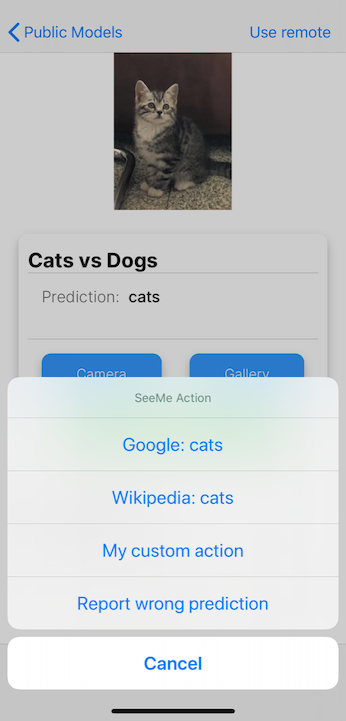 Public Models
Use remote
Cats vs Dogs
Prediction: cats
Camera
Gallery
SeeMe Action
Google: cats
Wikipedia: cats
My custom action
Report wrong prediction
Cancel